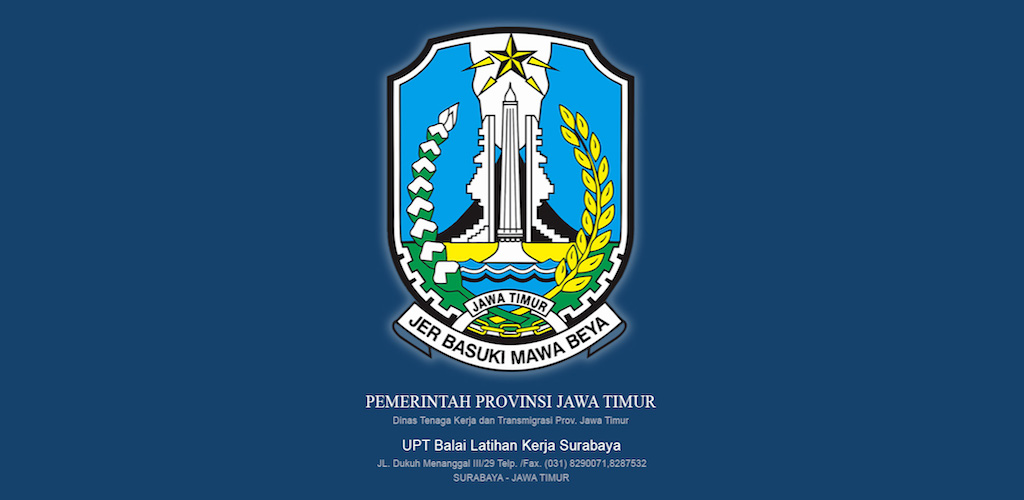 JAWA TIMUR
JER BASUKI MAWA BEYA
PEMERINTAH PROVINSI JAWA TIMUR
Dinas Tenaga Kerja dan Transmigrasi Prov. Jawa Timur
UPT Balai Latihan Kerja Surabaya
JL. Dukuh Menanggal III/29 Telp. /Fax. (031) 8290071,8287532
SURABAYA - JAWA TIMUR